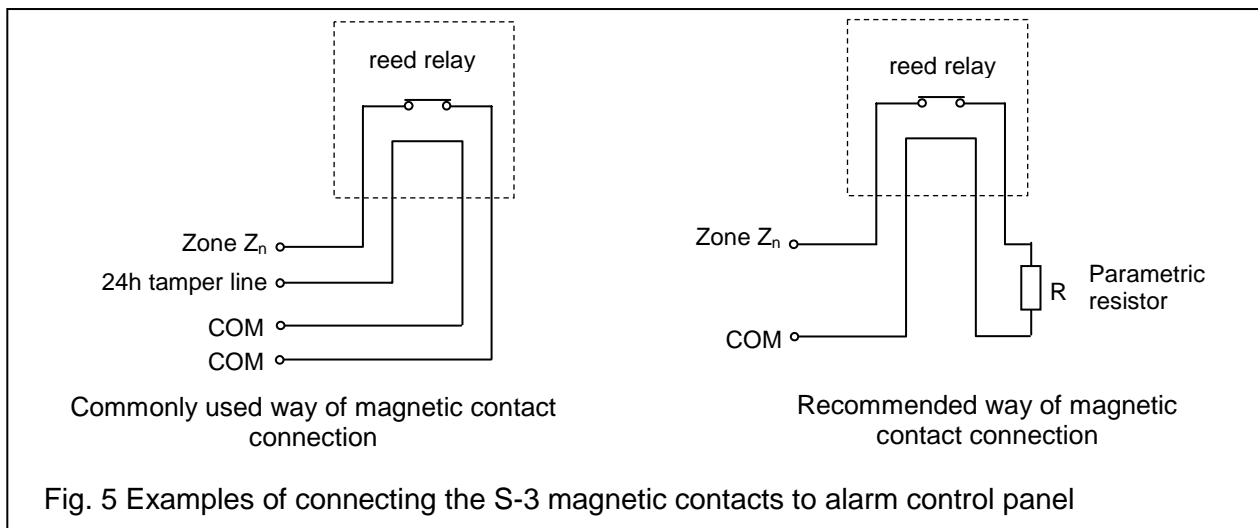 reed relay
Zone Zn
24h tamper line
COM
COM
Commonly used way of magnetic contact
connection
reed relay
Zone Zn
COM
R
Parametric
resistor
Recommended way of magnetic
contact connection
Fig. 5 Examples of connecting the S-3 magnetic contacts to alarm control panel